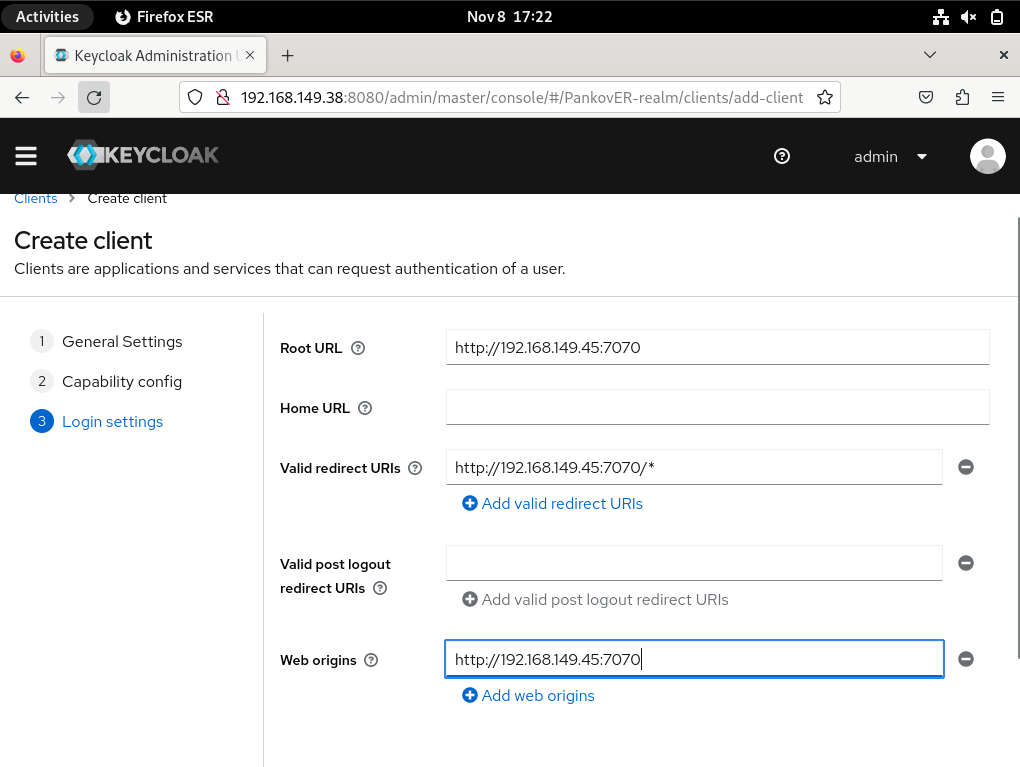 Activities Firefox ESR Nov 8 17:22
Keycloak Administration
192.168.149.38:8080/admin/master/console/#/PankovER-realm/clients/add-client
KEYCLOAK admin
Clients Create client
Create client
Clients are applications and services that can request authentication of a user.
1 General Settings
2 Capability config
3 Login settings
Root URL http://192.168.149.45:7070
Home URL
Valid redirect URIs http://192.168.149.45:7070/*
Add valid redirect URIs
Valid post logout
redirect URIs
Add valid post logout redirect URIs
Web origins http://192.168.149.45:7070
Add web origins